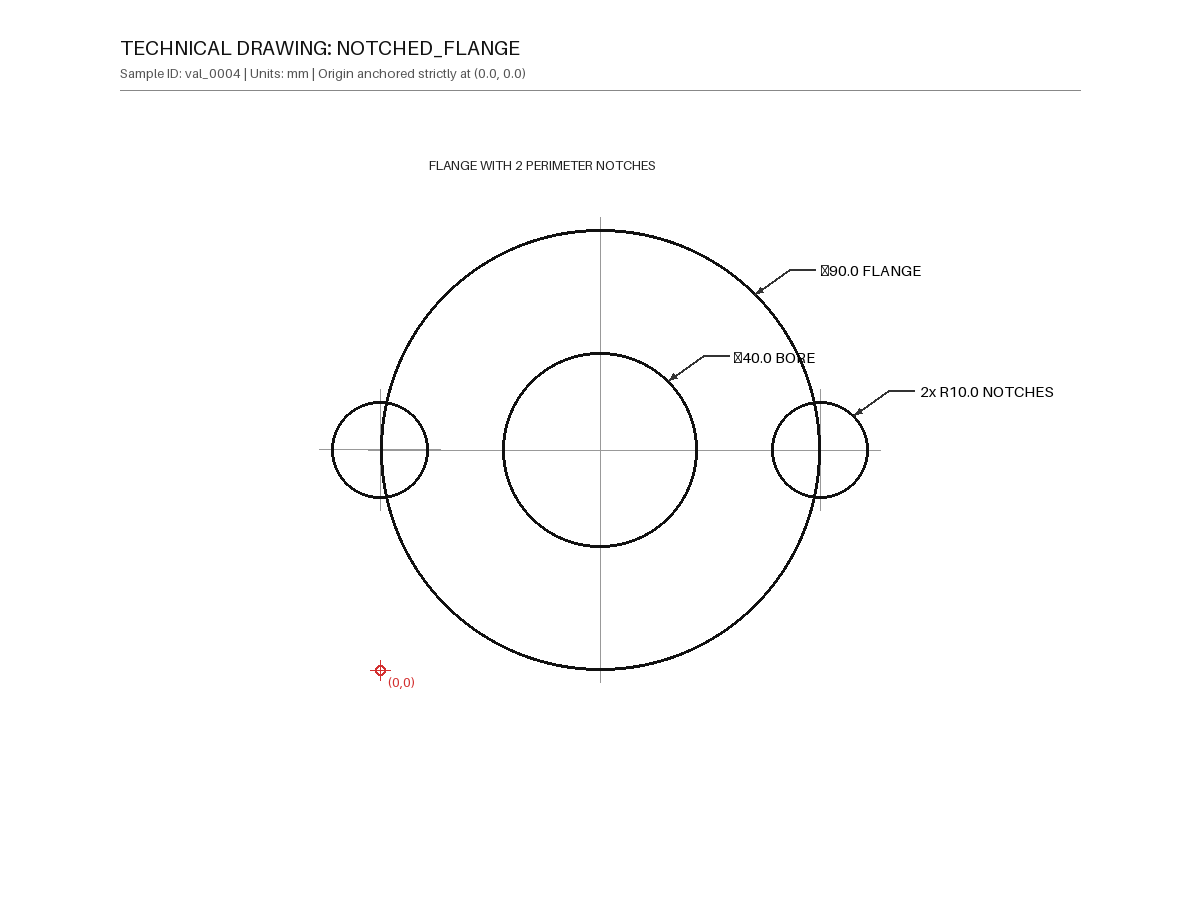 TECHNICAL DRAWING: NOTCHED_FLANGE
Sample ID: val_0004 | Units: mm | Origin anchored strictly at (0.0, 0.0)
FLANGE WITH 2 PERIMETER NOTCHES
90.0 FLANGE
40.0 BORE
2x R10.0 NOTCHES
(0,0)